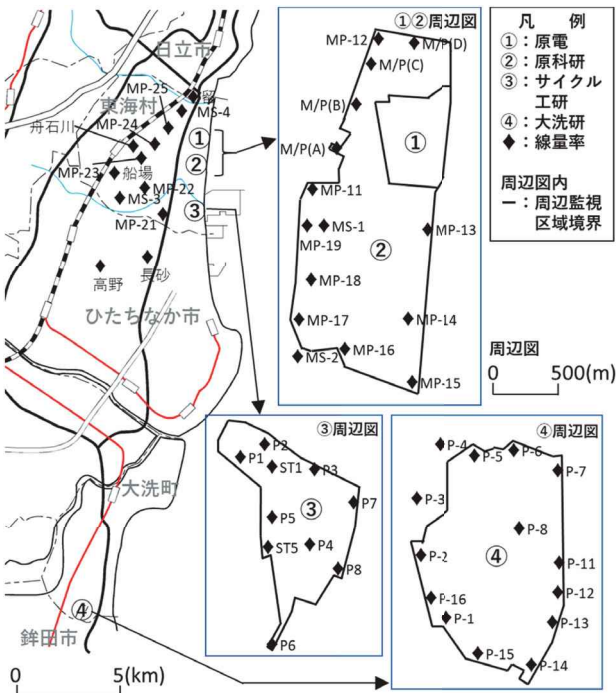 日立市
MP-25
留
東海村
MS-4
MP-24
舟石川
①
②
船場
MP-23
MP-22
MS-3
③
MP-21
長砂
高野
ひたちなか市
大洗町
④
鉾田市
0 5(km)
①②周辺図
MP-12
M/P(D)
M/P(C)
M/P(B)
①
M/P(A)
MP-11
MS-1
MP-13
MP-19
②
MP-18
MP-17
MP-14
MP-16
MS-2
MP-15
凡 例
①:原電
②:原科研
③:サイクル
工研
④:大洗研
◆:線量率
周辺図内
ー:周辺監視
区域境界
周辺図
0 500(m)
③周辺図
P2
P1
ST1
P3
P7
③
P5
ST5
P4
P8
P6
④周辺図
P-4
P-6
P-5
P-7
P-3
P-8
④
P-2
P-11
P-12
P-16
P-1
P-13
P-15
P-14